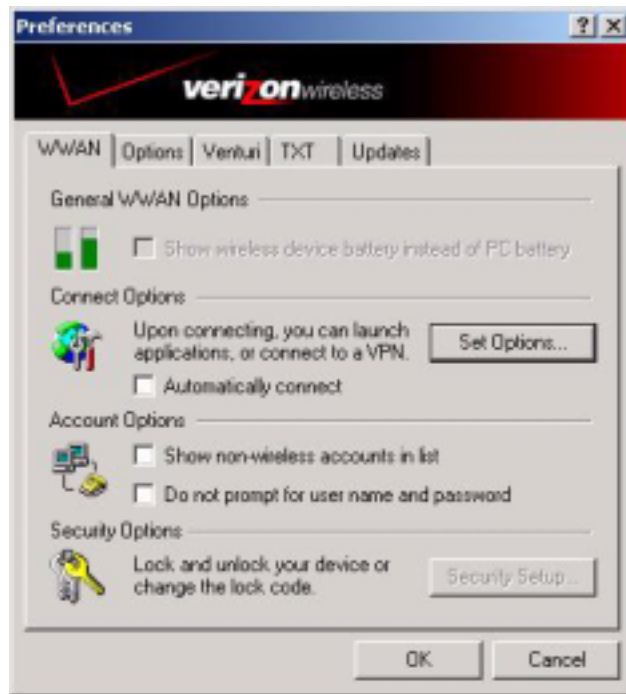 Preferences
verizonwireless
WWAN Options Venturi TXT Updates
General WWAN Options
Show wireless device battery instead of PC battery
Connect Options
Upon connecting, you can launch
applications, or connect to a VPN.
Set Options...
Automatically connect
Account Options
Show non-wireless accounts in list
Do not prompt for user name and password
Security Options
Lock and unlock your device or
change the lock code.
Security Setup...
OK Cancel